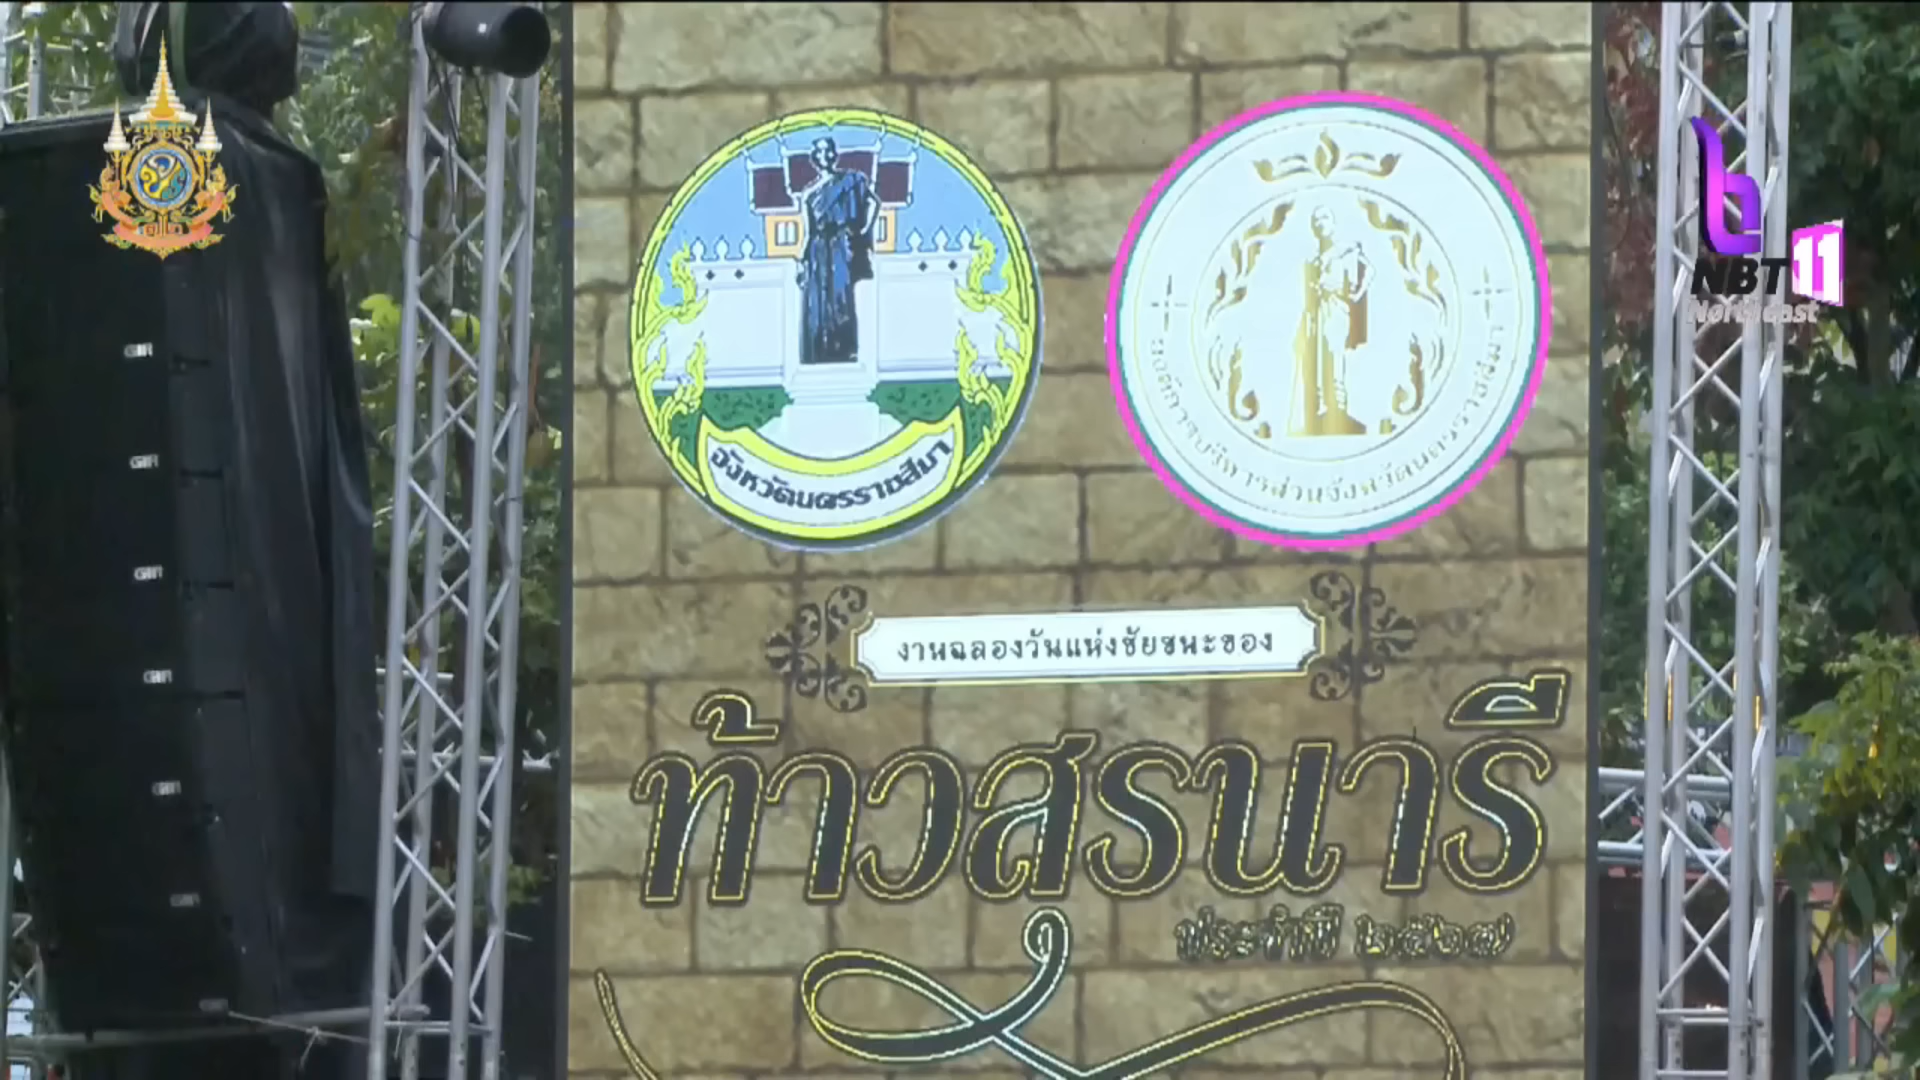 NBT 11
Northeast
จังหวัดนครราชสีมา
องค์การบริหารส่วนจังหวัดนครราชสีมา
งานฉลองวันแห่งชัยชนะของ
ท้าวสุรนารี
ประจำปี ๒๕๖๗